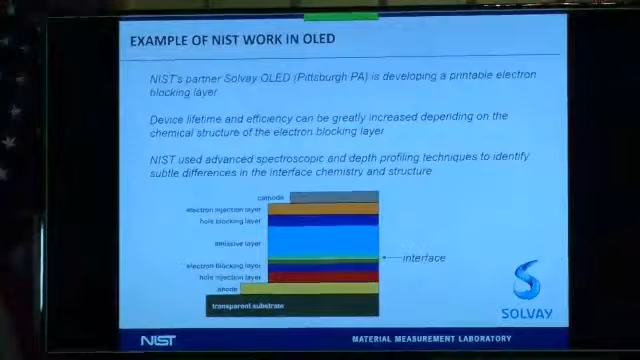 EXAMPLE OF NIST WORK IN OLED
NIST's partner Solvay OLED (Pittsburgh PA) is developing a printable electron
blocking layer
Device lifetime and efficiency can be greatly increased depending on the
chemical structure of the electron blocking layer
NIST used advanced spectroscopic and depth profiling techniques to identify
subtle differences in the interface chemistry and structure
cathode
electron injection layer
hole blocking layer
emissive layer
electron blocking layer
interface
hole injection layer
anode
transparent substrate
SOLVAY
NIST
MATERIAL MEASUREMENT LABORATORY